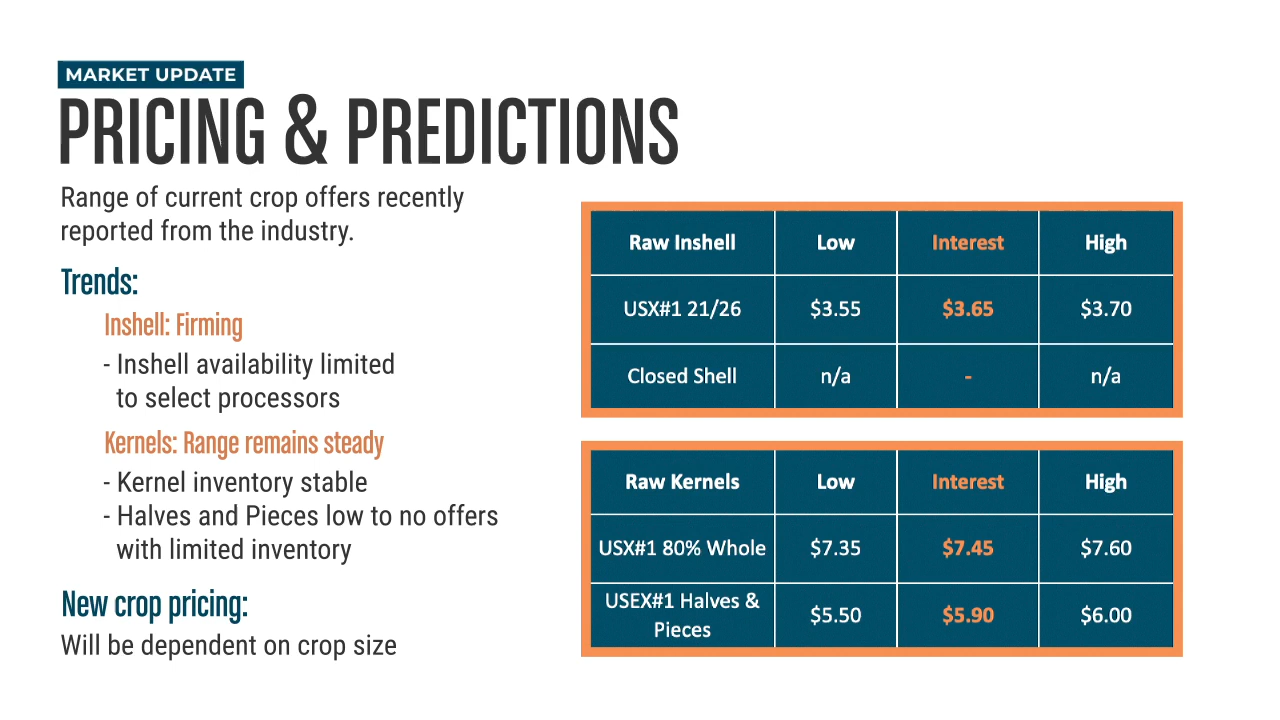 MARKET UPDATE
PRICING & PREDICTIONS
Range of current crop offers recently
reported from the industry.
Trends:
Inshell: Firming
- Inshell availability limited
to select processors
Kernels: Range remains steady
- Kernel inventory stable
- Halves and Pieces low to no offers
with limited inventory
New crop pricing:
Will be dependent on crop size
Raw Inshell Low Interest High
USX#1 21/26 $3.55 $3.65 $3.70
Closed Shell n/a - n/a
Raw Kernels Low Interest High
USX#1 80% Whole $7.35 $7.45 $7.60
USEX#1 Halves &
Pieces $5.50 $5.90 $6.00